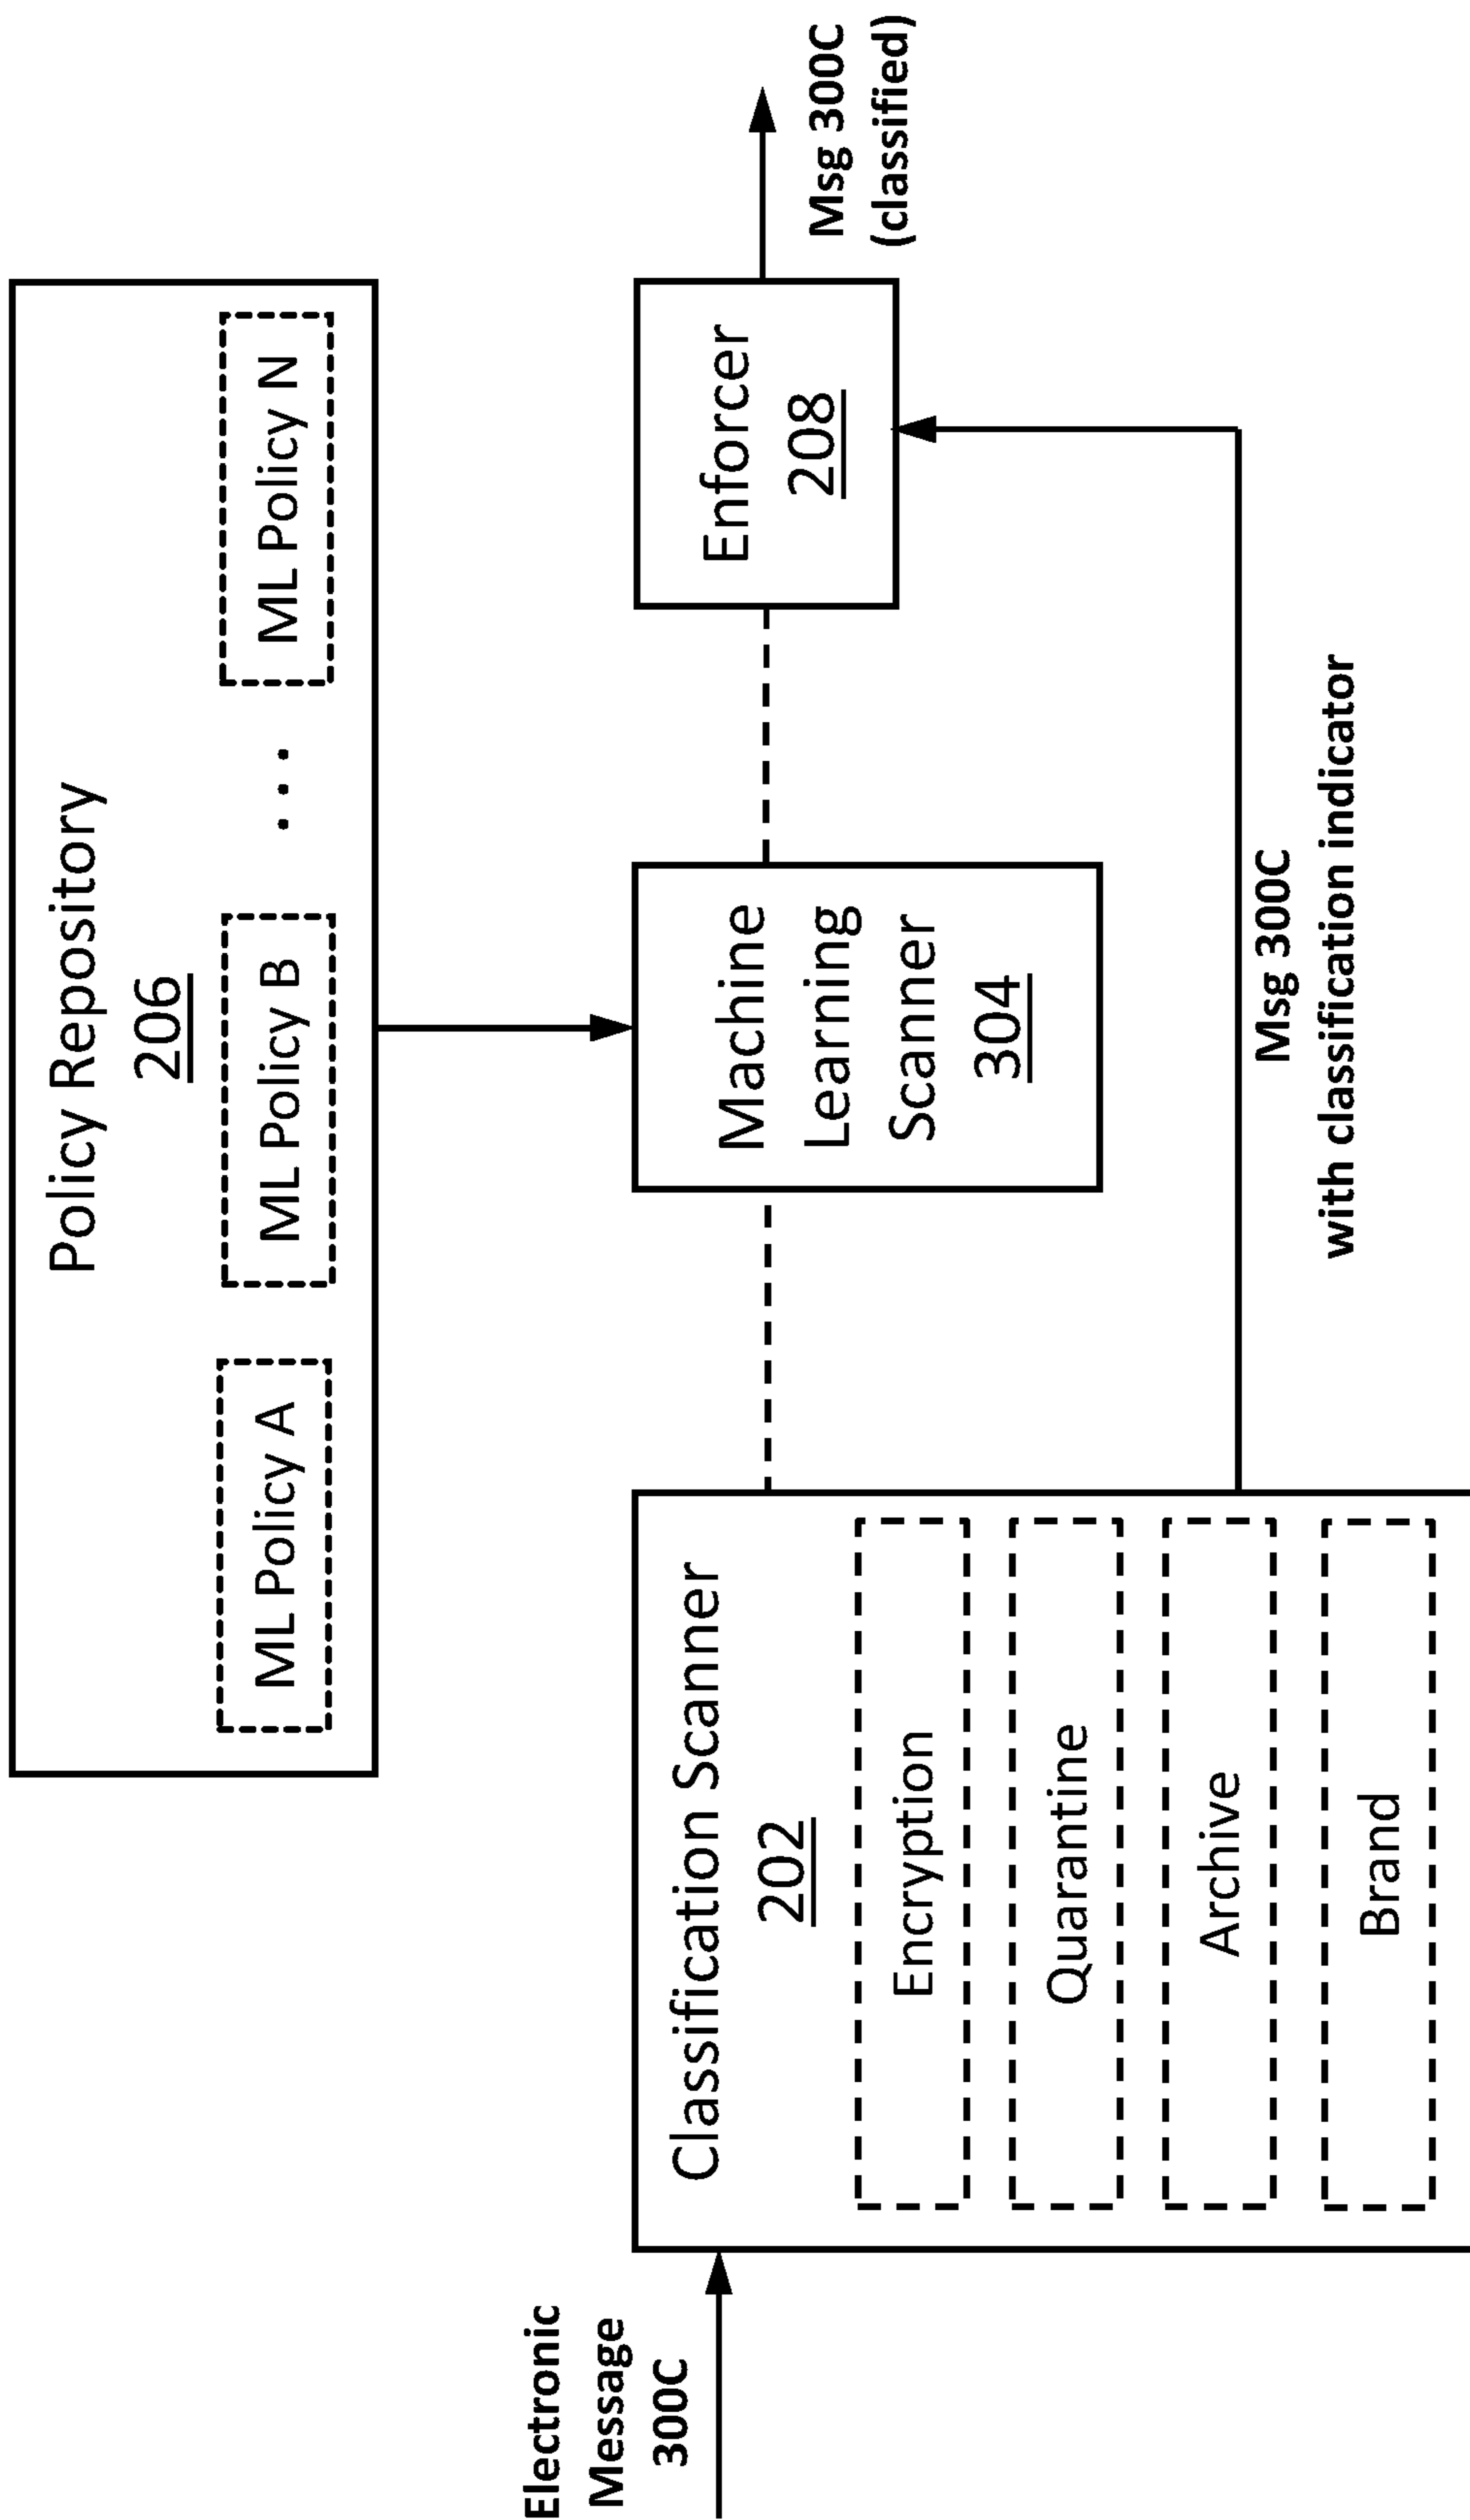 Policy Repository
206
ML Policy A
ML Policy B
...
ML Policy N
Electronic
Message
300C
Classification Scanner
202
Encryption
Quarantine
Archive
Brand
Machine
Learning
Scanner
304
Enforcer
208
Msg 300C
(classified)
Msg 300C
with classification indicator